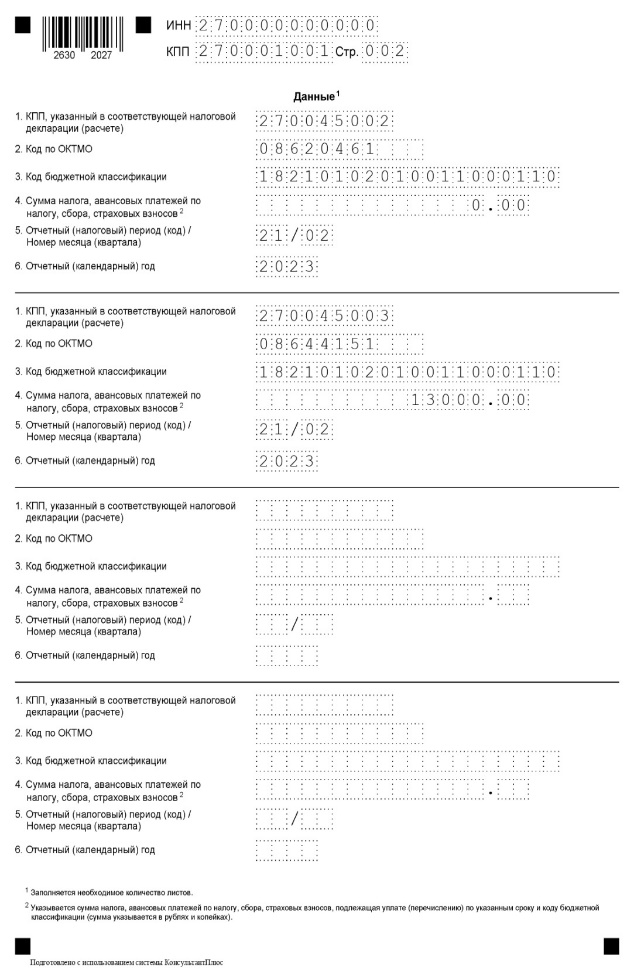 ИНН 270000000000
2630 2027
КПП 270001001 Стр. 002
Данные 1
1. КПП, указанный в соответствующей налоговой
декларации (расчете) 270045002
2. Код по ОКТМО 08620461
3. Код бюджетной классификации 18210102010011000110
4. Сумма налога, авансовых платежей по
налогу, сбора, страховых взносов 2 0.00
5. Отчетный (налоговый) период (код) /
Номер месяца (квартала) 21/02
6. Отчетный (календарный) год 2023
1. КПП, указанный в соответствующей налоговой
декларации (расчете) 270045003
2. Код по ОКТМО 08644151
3. Код бюджетной классификации 18210102010011000110
4. Сумма налога, авансовых платежей по
налогу, сбора, страховых взносов 2 13000.00
5. Отчетный (налоговый) период (код) /
Номер месяца (квартала) 21/02
6. Отчетный (календарный) год 2023
1. КПП, указанный в соответствующей налоговой
декларации (расчете)
2. Код по ОКТМО
3. Код бюджетной классификации
4. Сумма налога, авансовых платежей по
налогу, сбора, страховых взносов 2 .
5. Отчетный (налоговый) период (код) /
Номер месяца (квартала) /
6. Отчетный (календарный) год
1. КПП, указанный в соответствующей налоговой
декларации (расчете)
2. Код по ОКТМО
3. Код бюджетной классификации
4. Сумма налога, авансовых платежей по
налогу, сбора, страховых взносов 2 .
5. Отчетный (налоговый) период (код) /
Номер месяца (квартала) /
6. Отчетный (календарный) год
1 Заполняется необходимое количество листов.
2 Указывается сумма налога, авансовых платежей по налогу, сбора, страховых взносов, подлежащая уплате (перечислению) по указанным сроку и коду бюджетной
классификации (сумма указывается в рублях и копейках).
Подготовлено с использованием системы КонсультантПлюс